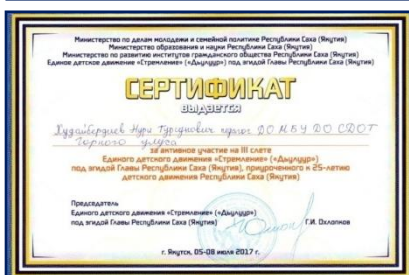 Министерство по делам молодежи и семейной политике Республики Саха (Якутия)
Министерство образования и науки Республики Саха (Якутия)
Министерство по развитию институтов гражданского общества Республики Саха (Якутия)
Единое детское движение «Стремление» («Дьулуур») под эгидой Главы Республики Саха (Якутия)
СЕРТИФИКАТ
выдается
Худайбердиев Нури Турдиевич педагог ДО МБУ ДО СДОТ
Горного улуса
за активное участие на III слете
Единого детского движения «Стремление» («Дьулуур»)
под эгидой Главы Республики Саха (Якутия), приуроченного к 25-летию
детского движения Республики Саха (Якутия)
Председатель
Единого детского движения «Стремление» («Дьулуур»)
под эгидой Главы Республики Саха (Якутия)
Г.И. Охлопков
г. Якутск, 05-08 июля 2017 г.